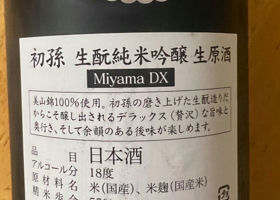 初孫 生酛純米吟醸 生原酒
Miyama DX
美山錦100%使用。初孫の磨き上げた生酛造りだ
からこそ醸し出されるデラックス(贅沢)な旨味と
奥行き、そして余韻のある後味が楽しめます。
品目 日本酒
アルコール分 18度
原材料名 米(国産)、米麹(国産米)
精米歩合